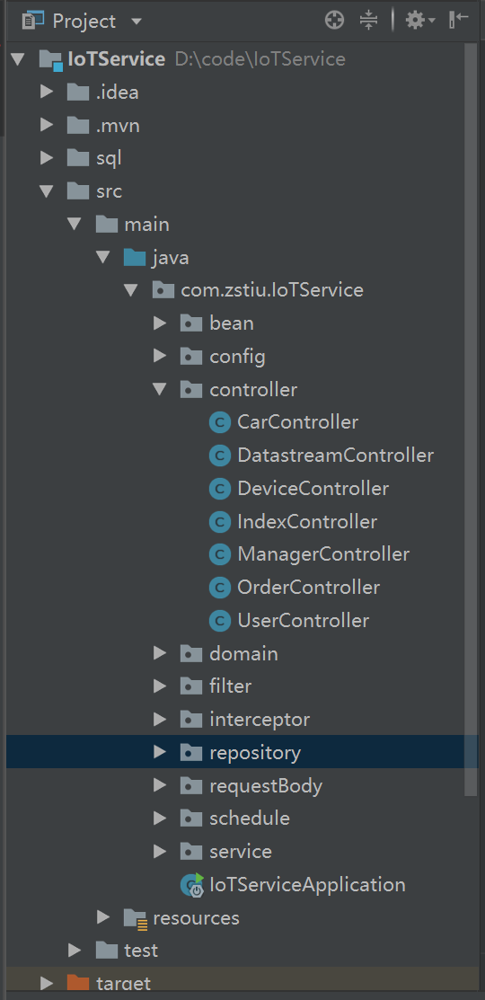 Project
IoTService D:\code\IoTService
.idea
.mvn
sql
src
main
java
com.zstiu.IoTService
bean
config
controller
C CarController
C DatastreamController
C DeviceController
C IndexController
C ManagerController
C OrderController
C UserController
domain
filter
interceptor
repository
requestBody
schedule
service
IoTServiceApplication
resources
test
target